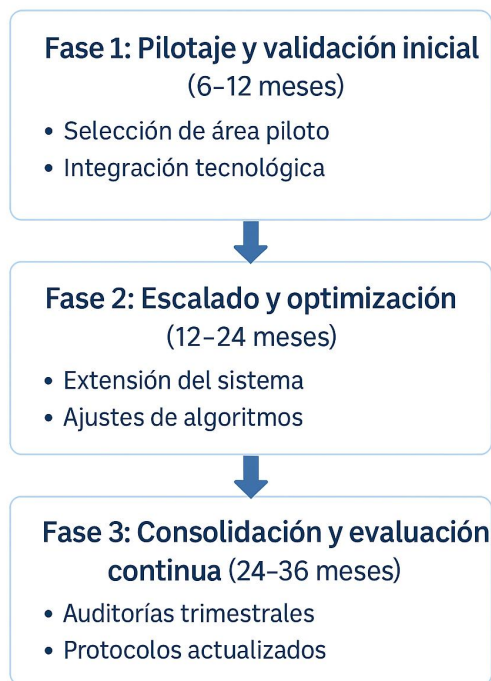 Fase 1: Pilotaje y validación inicial
(6–12 meses)
• Selección de área piloto
• Integración tecnológica
Fase 2: Escalado y optimización
(12–24 meses)
• Extensión del sistema
• Ajustes de algoritmos
Fase 3: Consolidación y evaluación
continua (24–36 meses)
• Auditorías trimestrales
• Protocolos actualizados